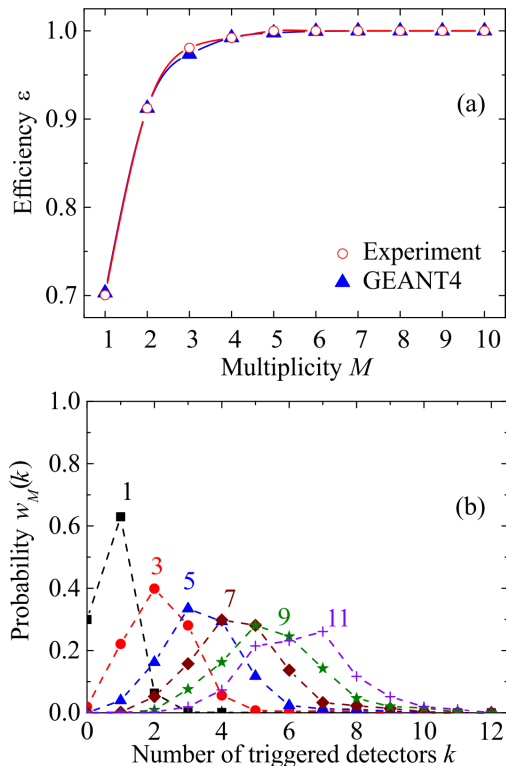 1.0
0.9
0.8
0.7
Efficiency ε
(a)
Experiment
GEANT4
1 2 3 4 5 6 7 8 9 10
Multiplicity M
1.0
0.8
0.6
0.4
0.2
0.0
Probability w_M(k)
(b)
1
3
5
7
9
11
0 2 4 6 8 10 12
Number of triggered detectors k